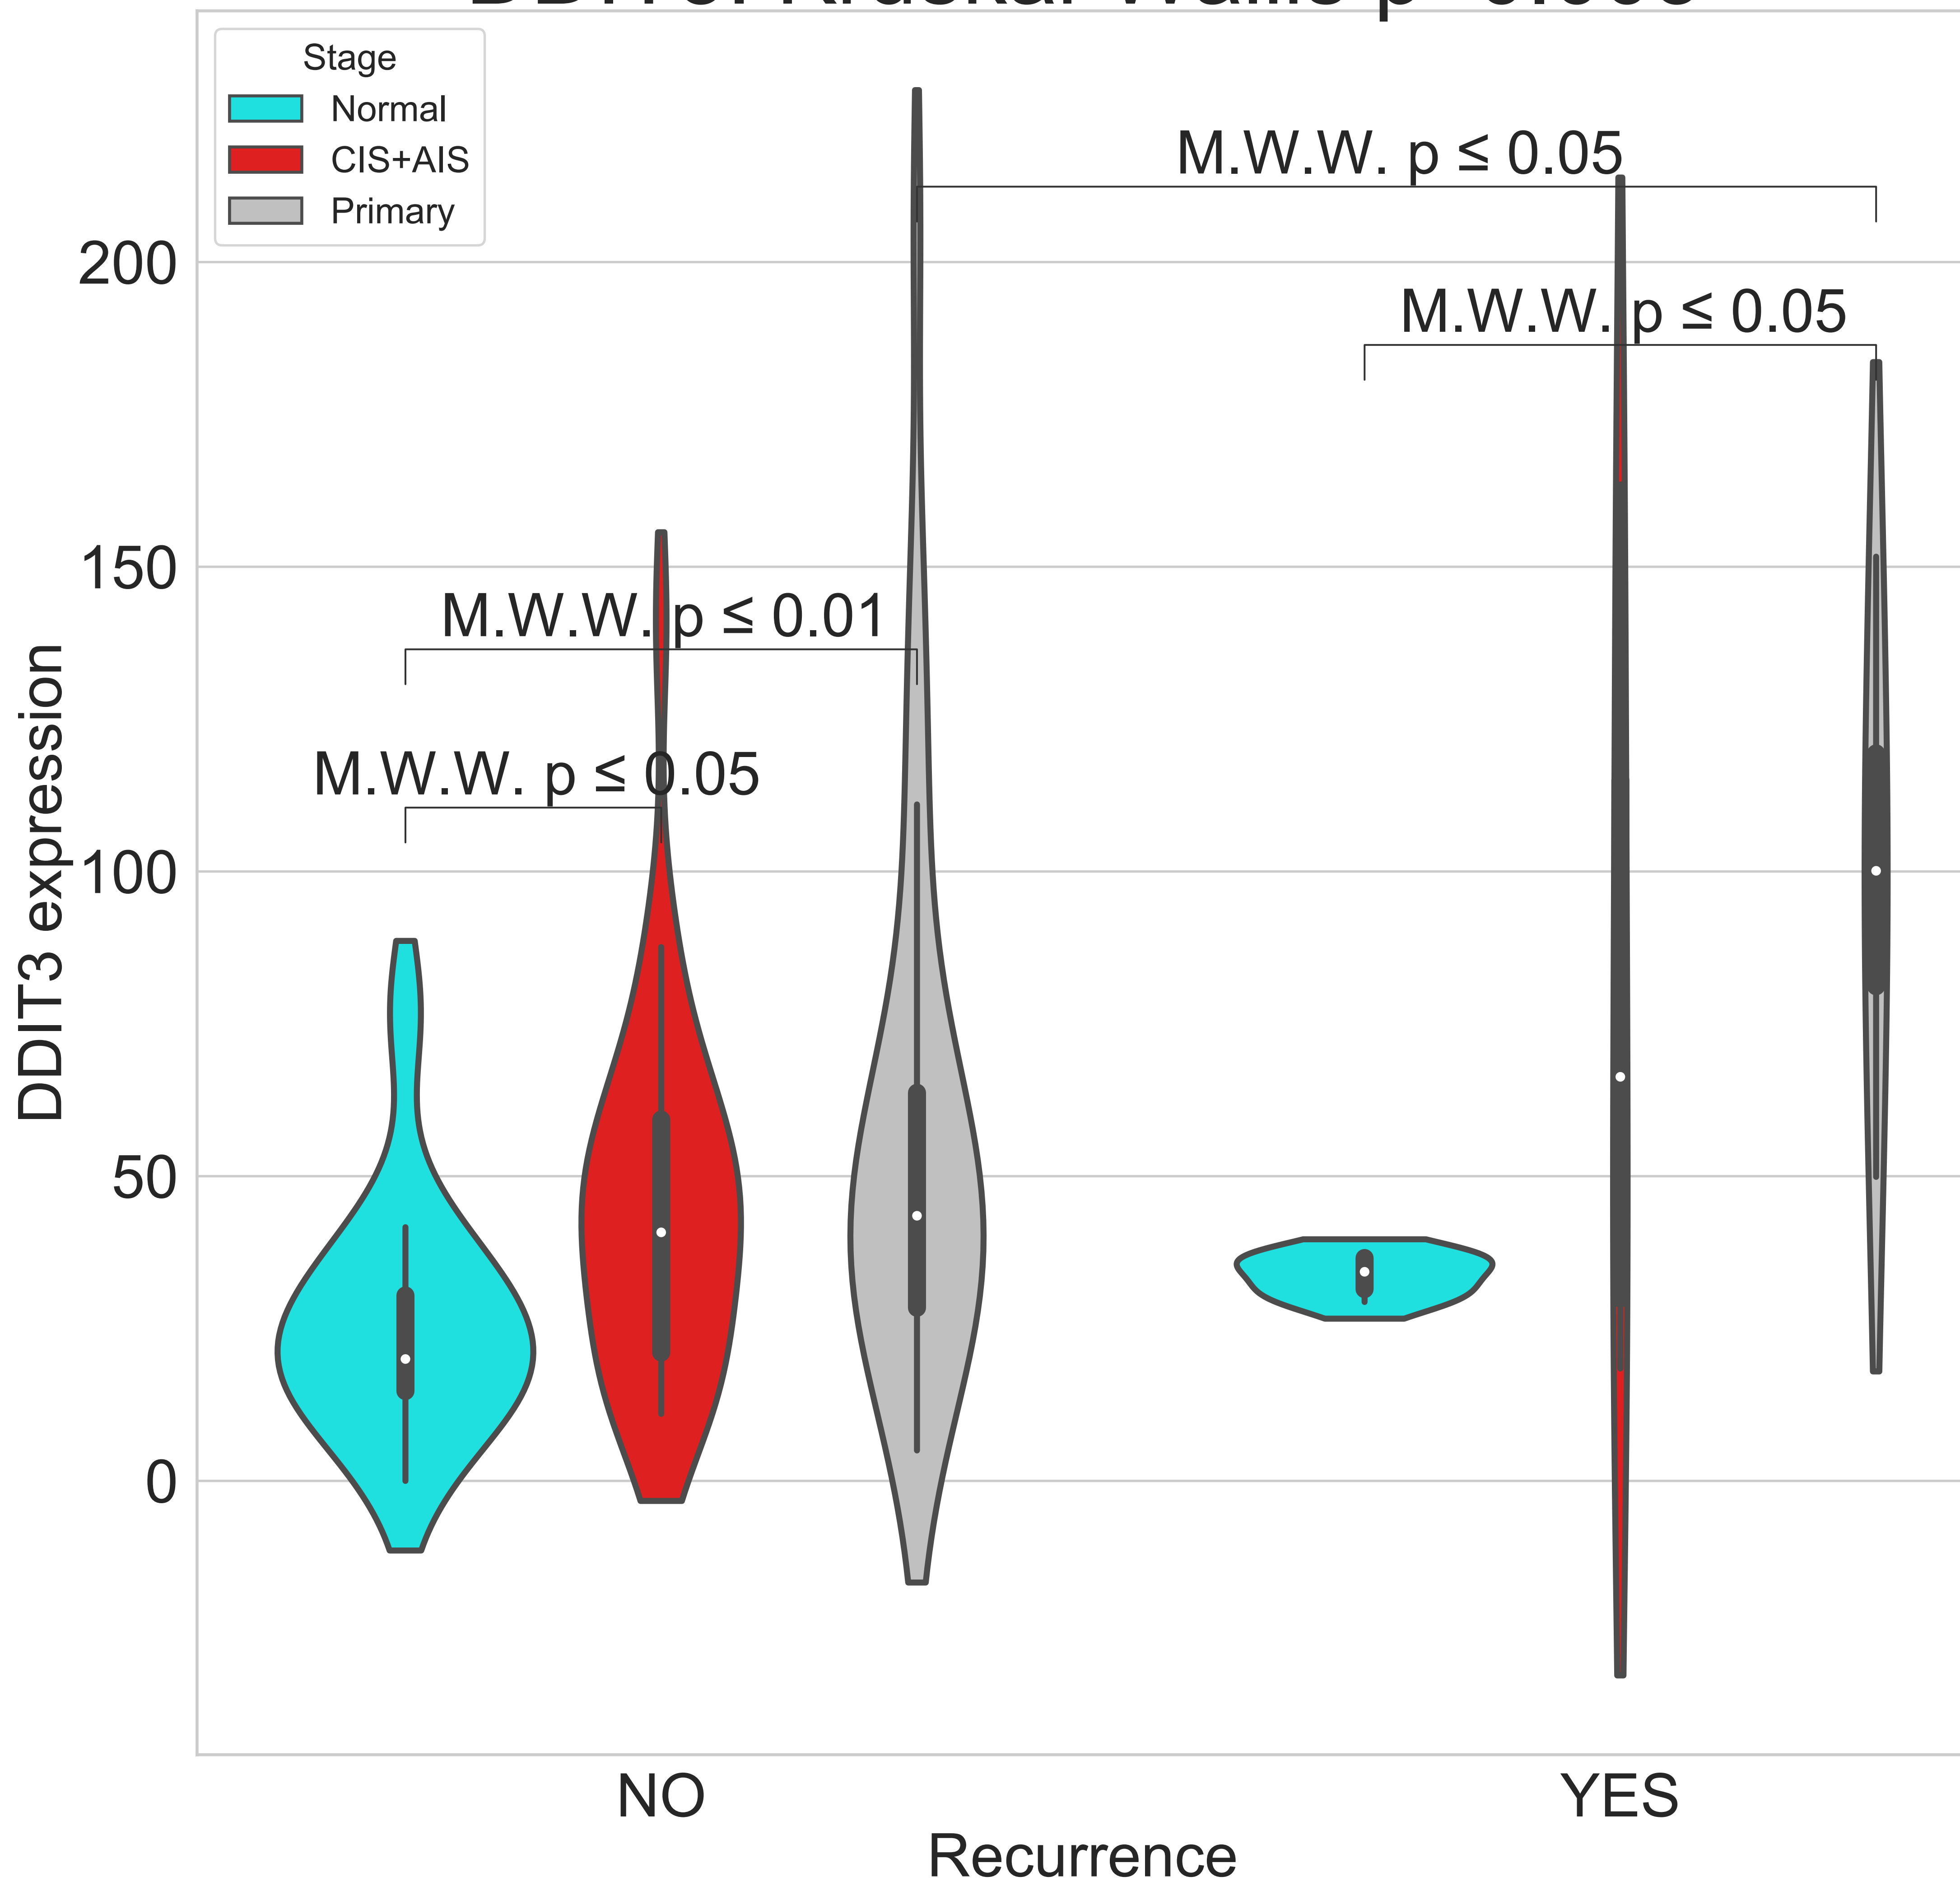 Stage
Normal
CIS+AIS
Primary
M.W.W. p ≤ 0.05
M.W.W. p ≤ 0.05
M.W.W. p ≤ 0.01
M.W.W. p ≤ 0.05
DDIT3 expression
200
150
100
50
0
NO
YES
Recurrence